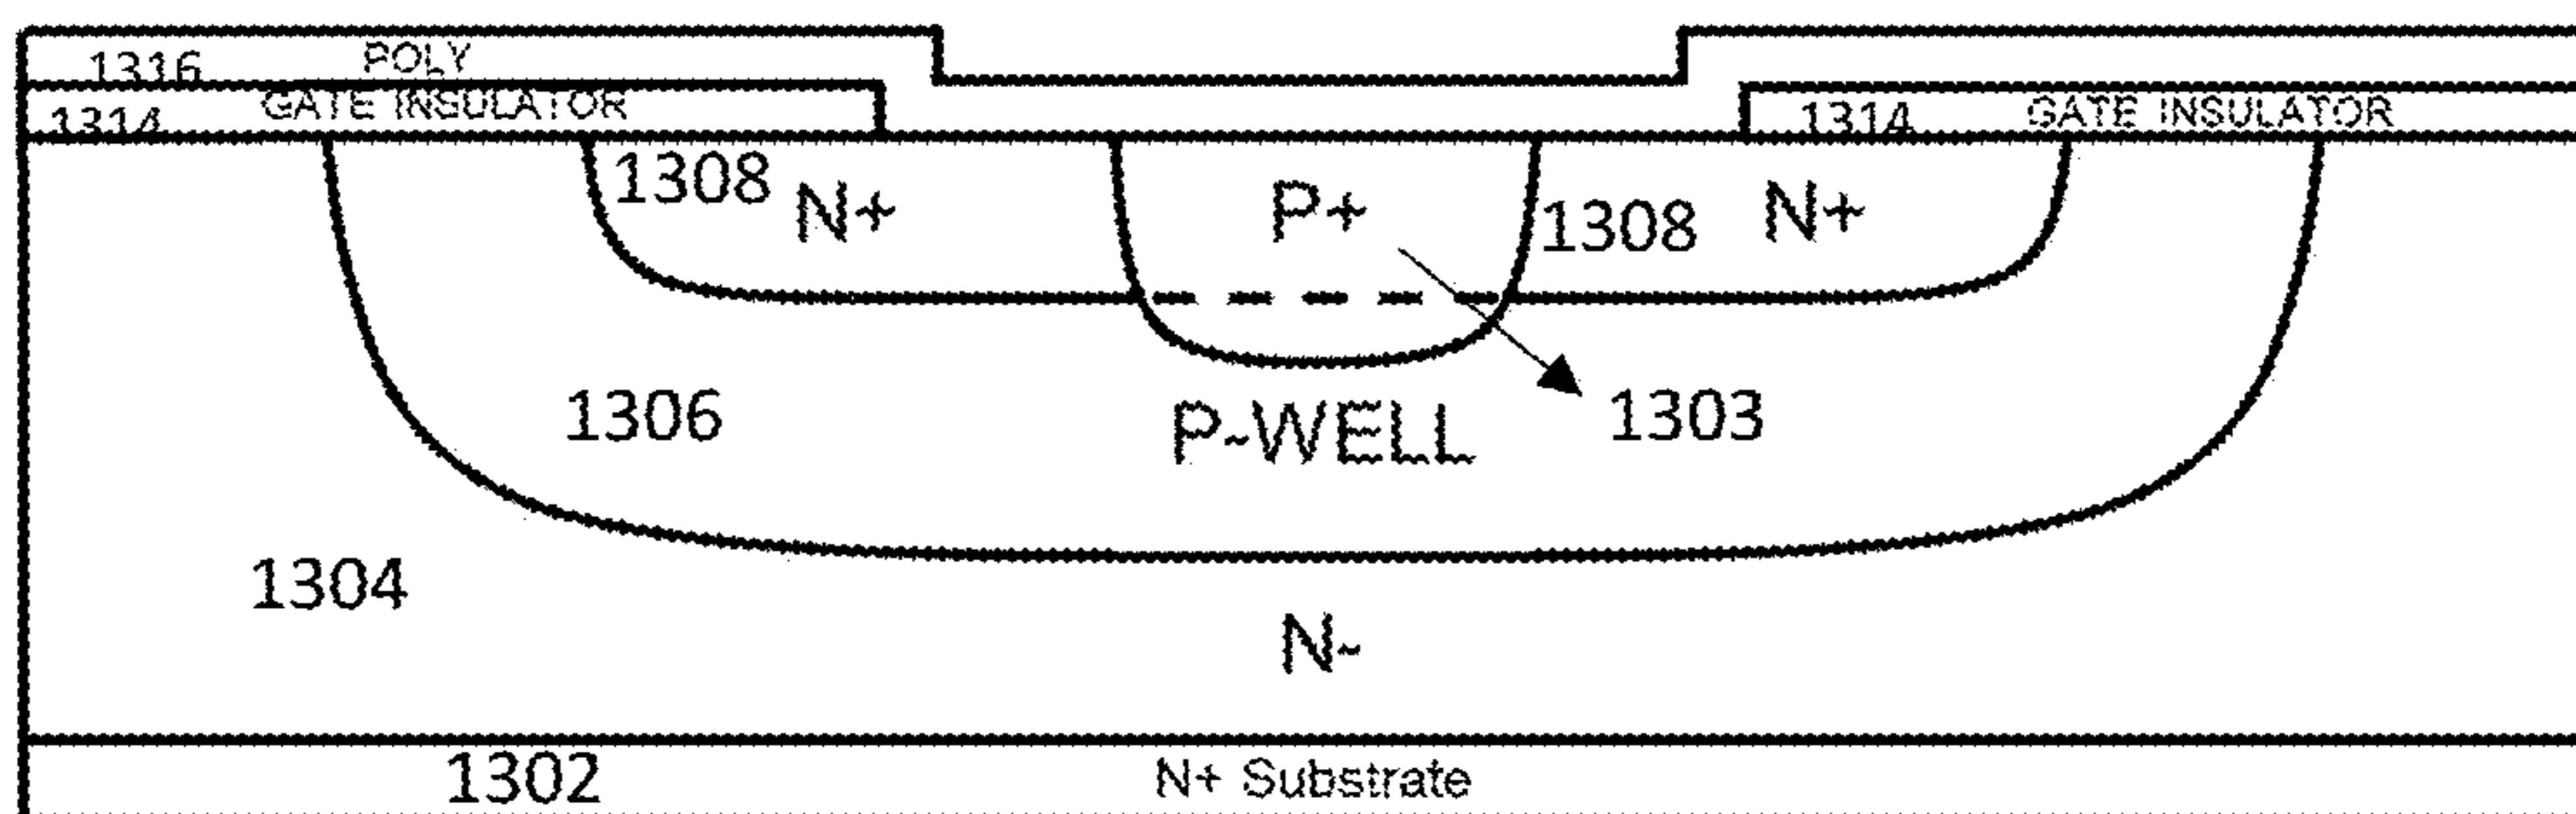 1316 POLY
1314 GATE INSULATOR
1314 GATE INSULATOR
1308 N+
P+
1308 N+
1306
P-WELL
1303
1304
N-
1302
N+ Substrate